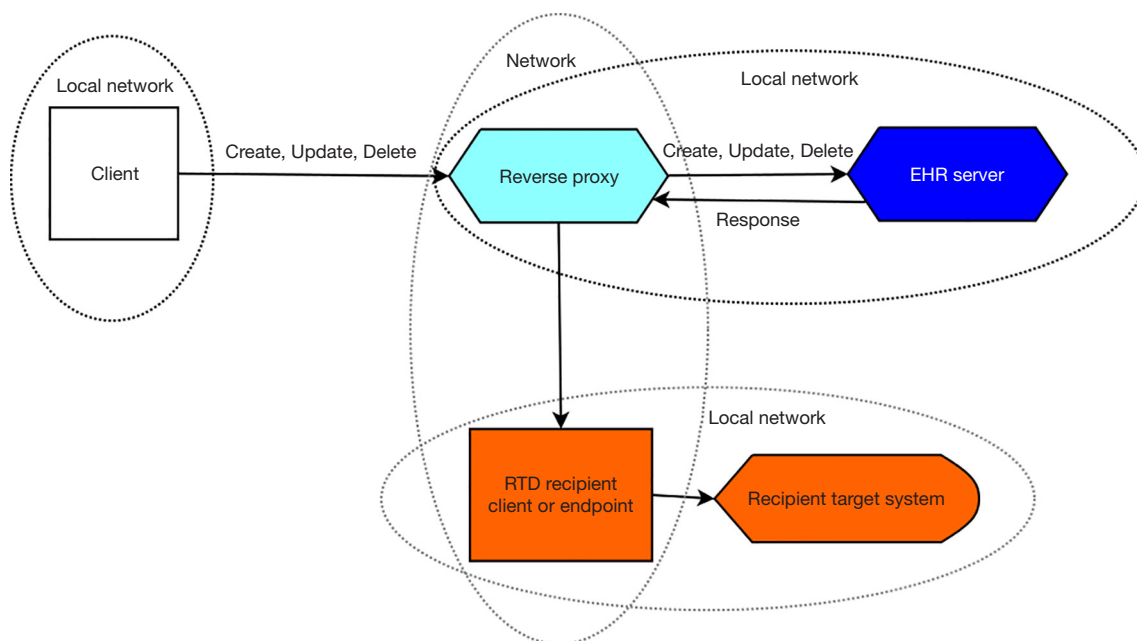 Network
Local network
Local network
Create, Update, Delete
Create, Update, Delete
Client
Reverse proxy
EHR server
Response
Local network
RTD recipient
client or endpoint
Recipient target system